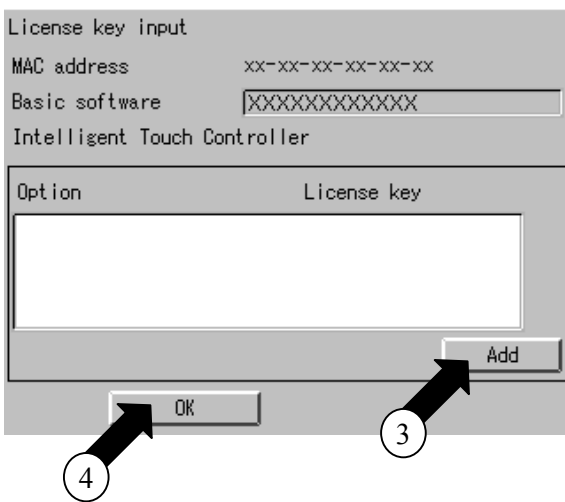 License key input
MAC address xx-xx-xx-xx-xx-xx
Basic software XXXXXXXXXXXXX
Intelligent Touch Controller
Option License key
Add
OK
3
4